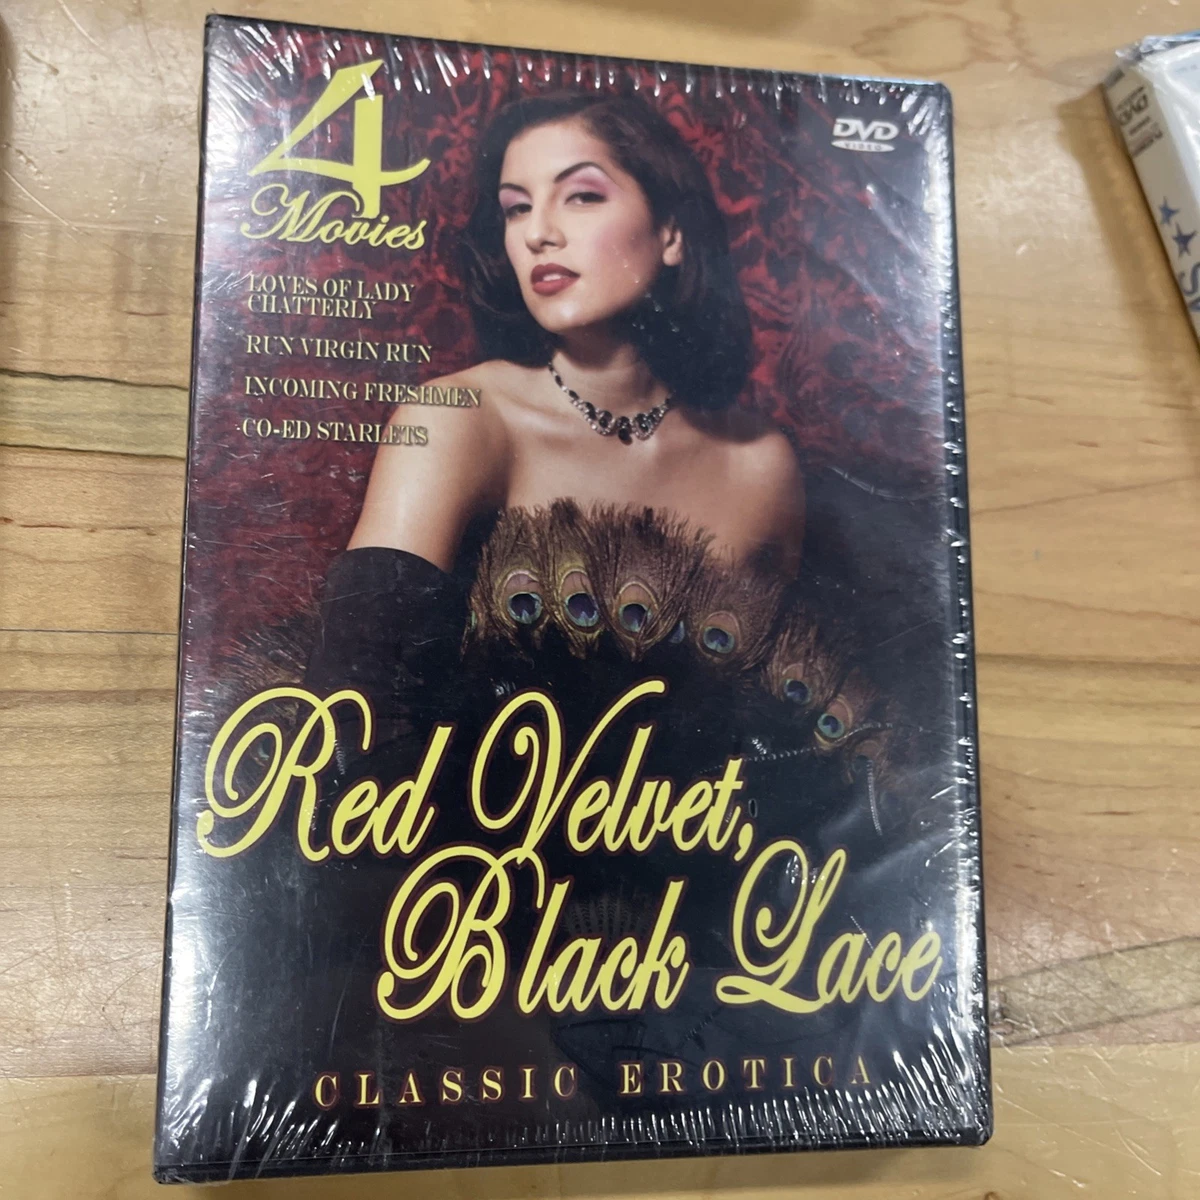 4
Movies
DVD
VIDEO
LOVES OF LADY
CHATTERLY
RUN VIRGIN RUN
INCOMING FRESHMEN
CO-ED STARLETS
Red Velvet,
Black Lace
CLASSIC EROTICA